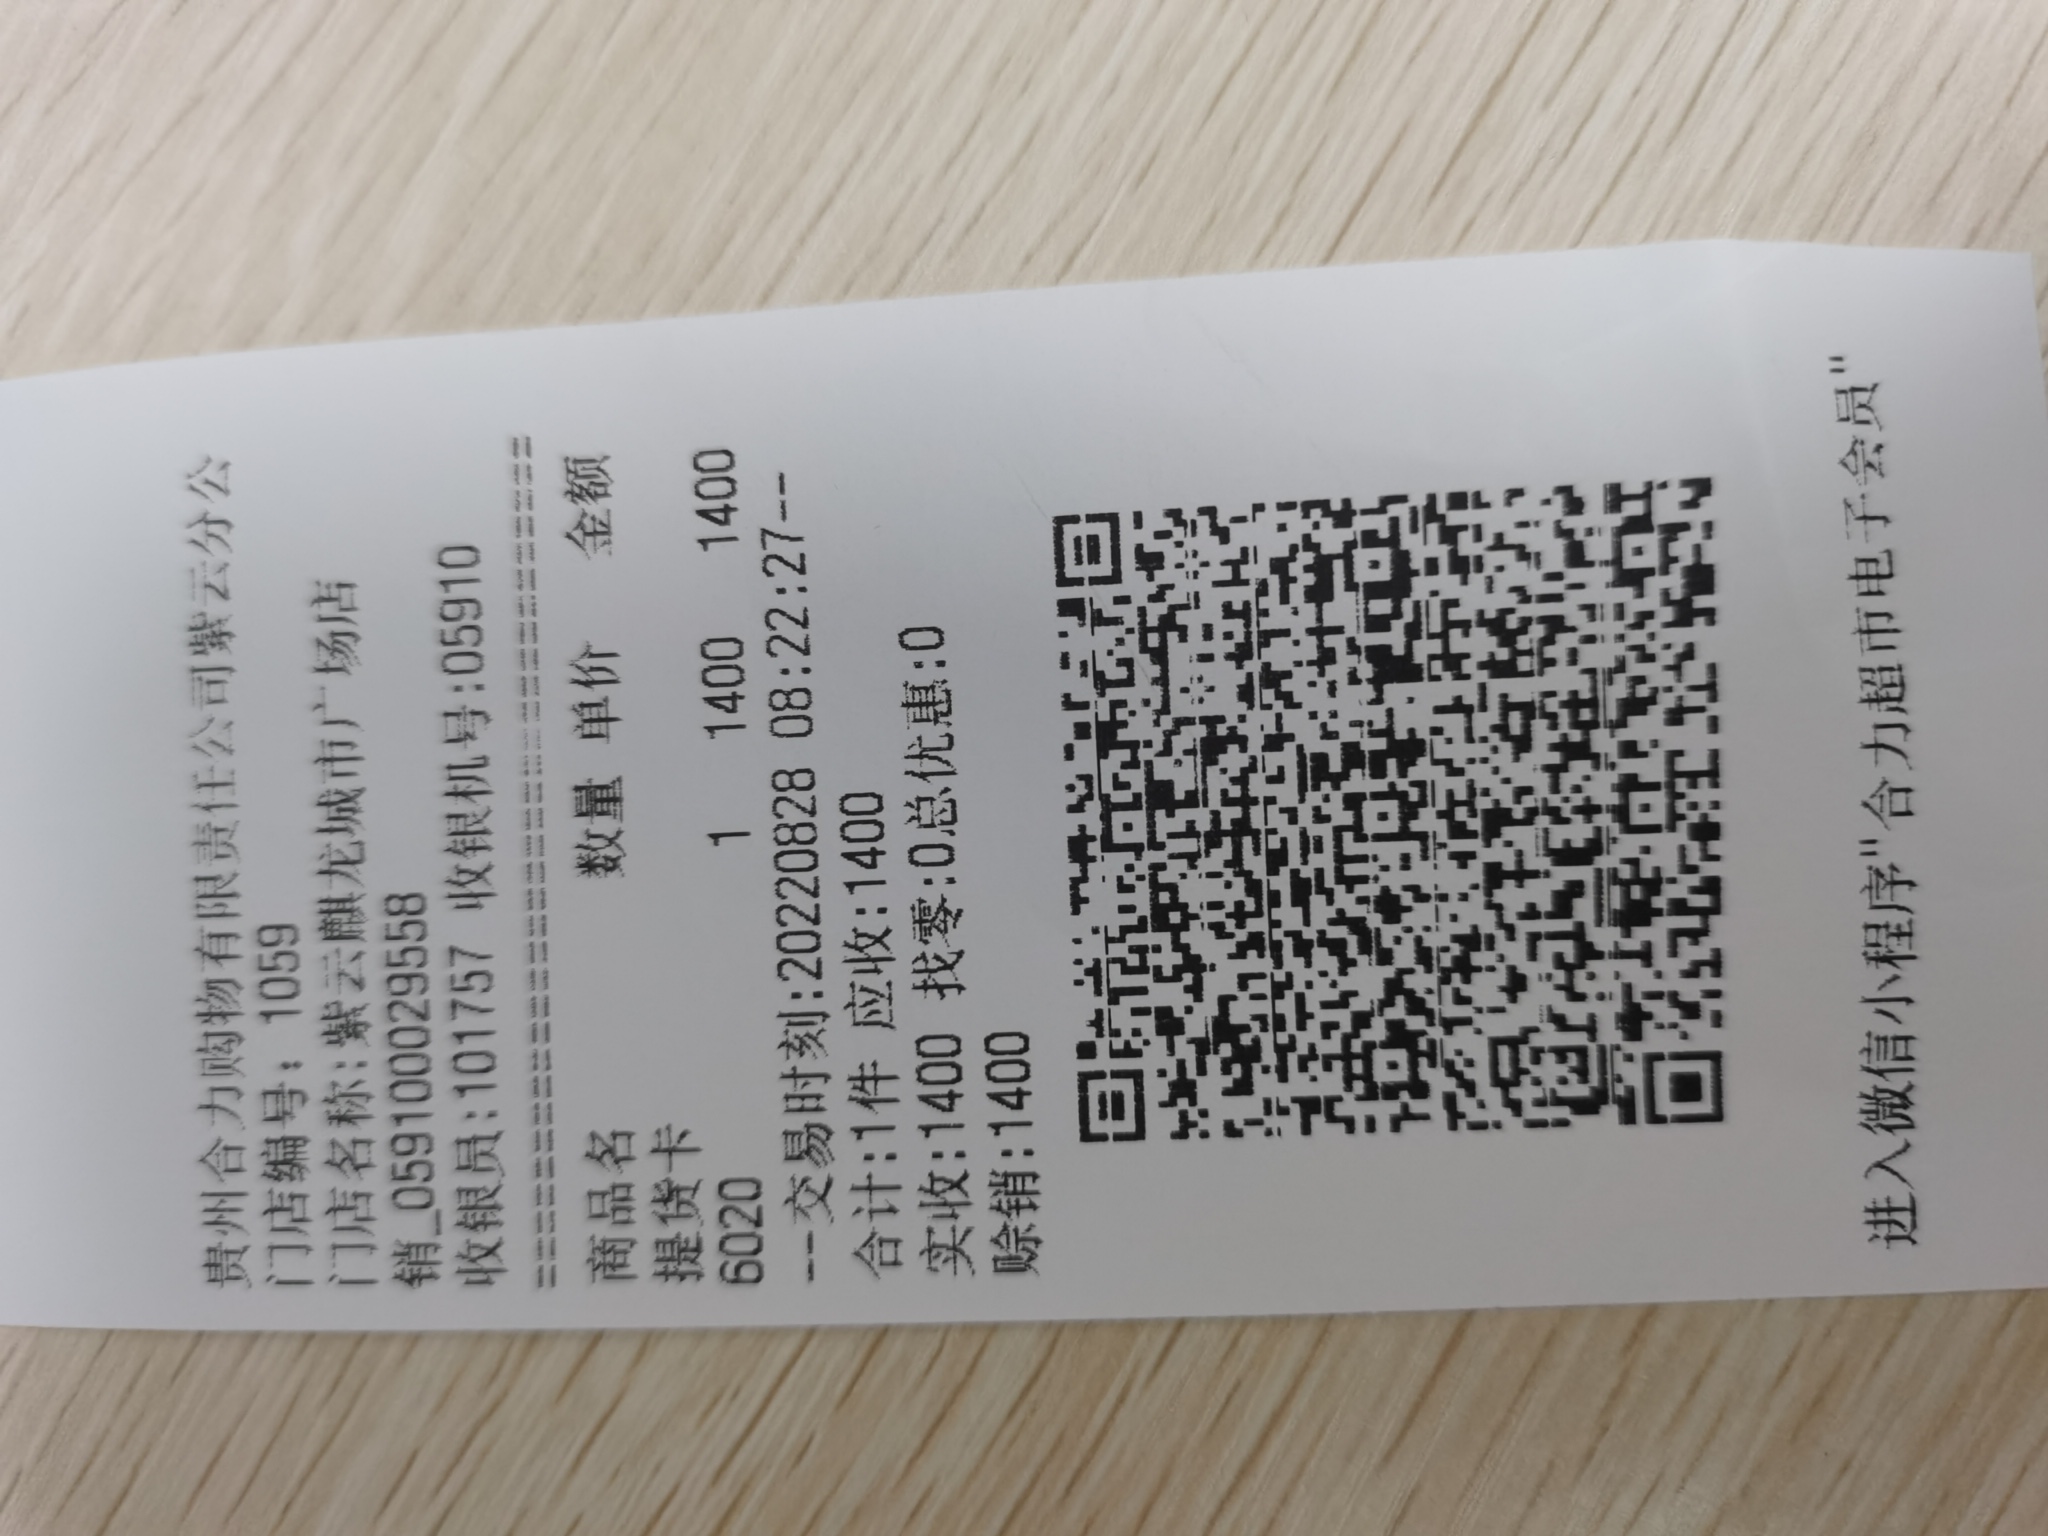 贵州合力购物有限责任公司紫云分公
门店编号: 1059
门店名称:紫云麒龙城市广场店
销_0591000029558
收银员:101757 收银机号:05910
================================
商品名 数量 单价 金额
提货卡
6020 1 1400 1400
--交易时刻:20220828 08:22:27--
合计:1件 应收:1400
实收:1400 找零:0总优惠:0
赊销:1400
进入微信小程序"合力超市电子会员"